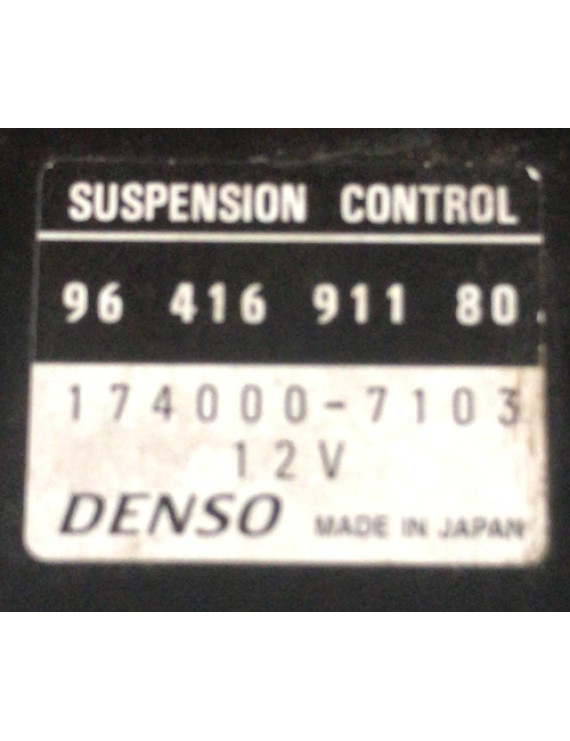 SUSPENSION CONTROL
96 416 911 80
174000-7103
12V
DENSO MADE IN JAPAN